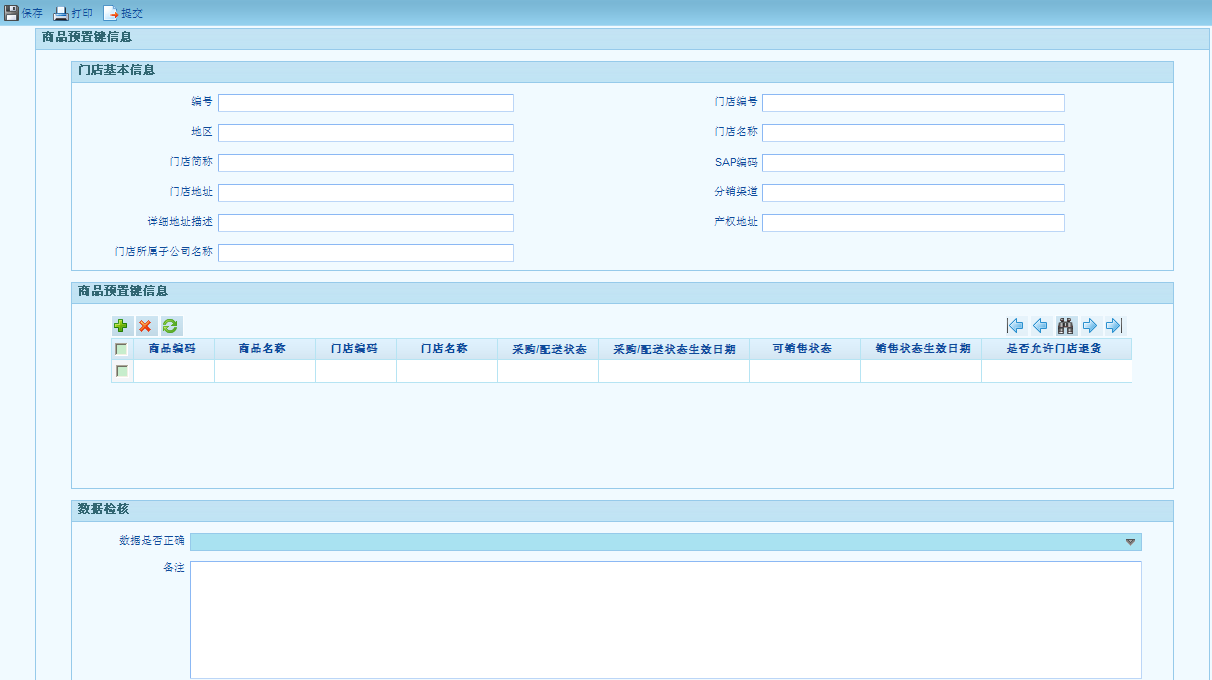 保存 打印 提交
商品预置键信息
门店基本信息
编号 门店编号
地区 门店名称
门店简称 SAP编码
门店地址 分销渠道
详细地址描述 产权地址
门店所属子公司名称
商品预置键信息
商品编码 商品名称 门店编码 门店名称 采购/配送状态 采购/配送状态生效日期 可销售状态 销售状态生效日期 是否允许门店退货
数据检核
数据是否正确
备注